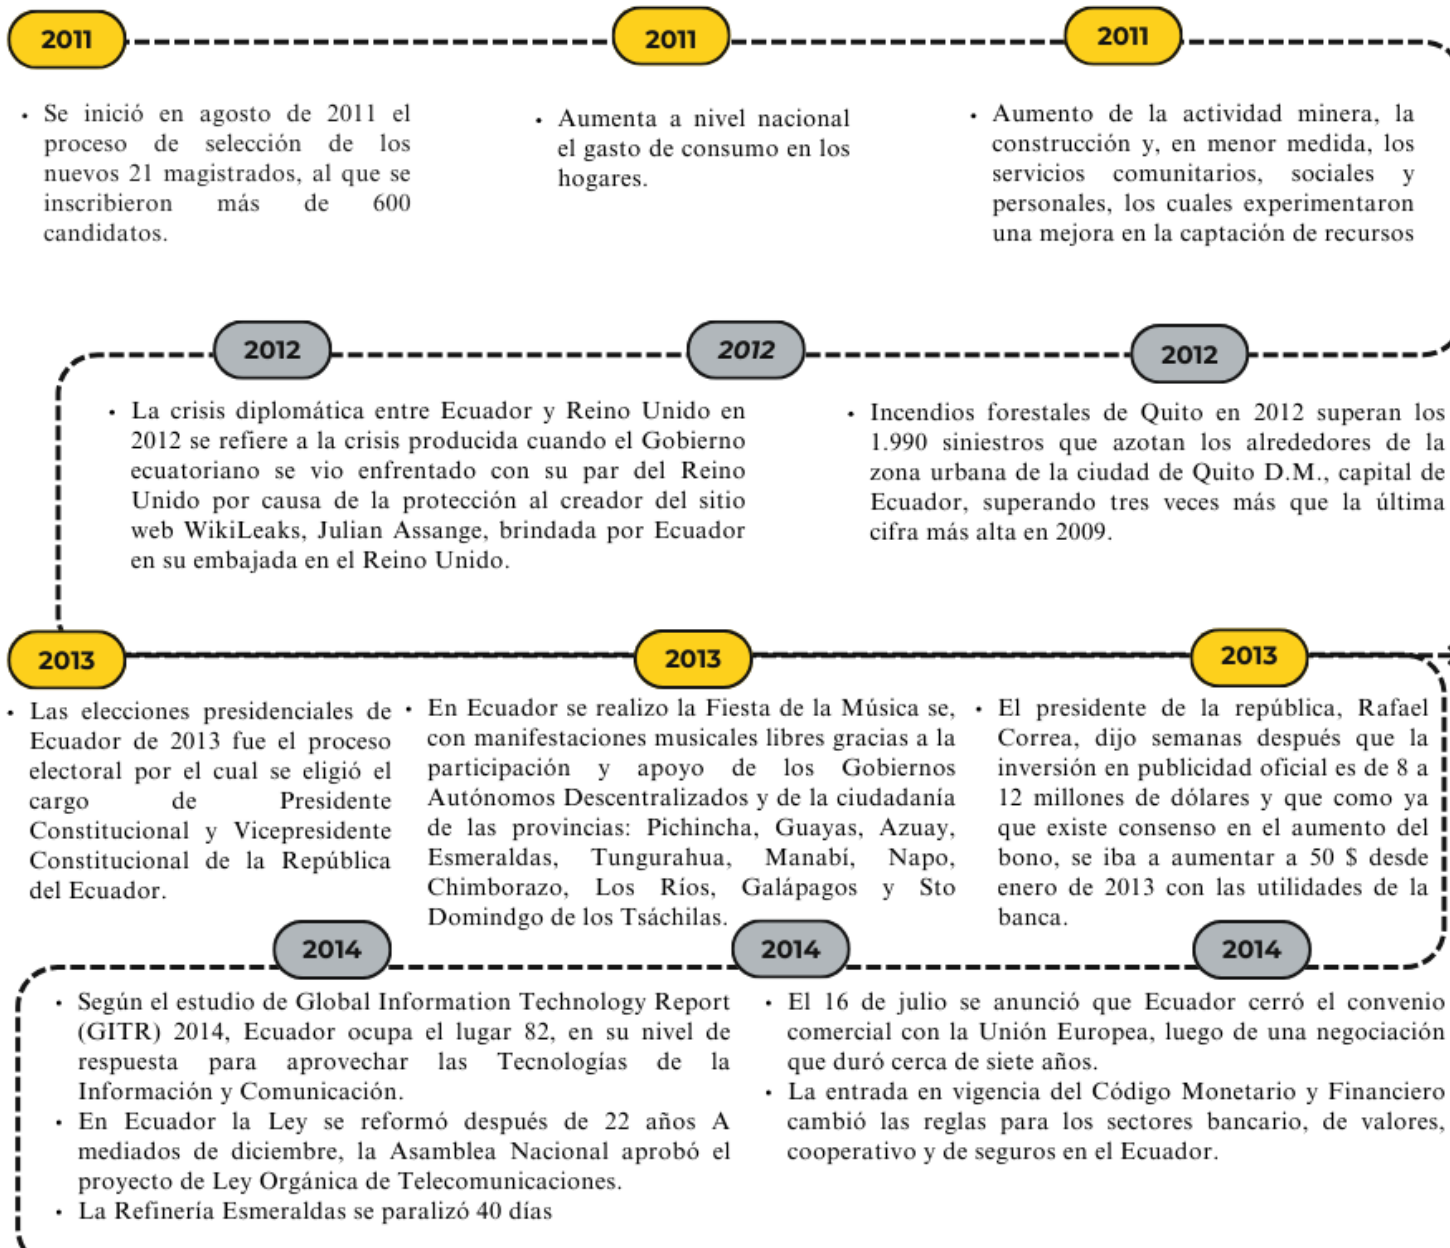 2011
2011
2011
• Se inició en agosto de 2011 el
proceso de selección de los
nuevos 21 magistrados, al que se
inscribieron más de 600
candidatos.
• Aumenta a nivel nacional
el gasto de consumo en los
hogares.
• Aumento de la actividad minera, la
construcción y, en menor medida, los
servicios comunitarios, sociales y
personales, los cuales experimentaron
una mejora en la captación de recursos
2012
2012
2012
• La crisis diplomática entre Ecuador y Reino Unido en
2012 se refiere a la crisis producida cuando el Gobierno
ecuatoriano se vio enfrentado con su par del Reino
Unido por causa de la protección al creador del sitio
web WikiLeaks, Julian Assange, brindada por Ecuador
en su embajada en el Reino Unido.
• Incendios forestales de Quito en 2012 superan los
1.990 siniestros que azotan los alrededores de la
zona urbana de la ciudad de Quito D.M., capital de
Ecuador, superando tres veces más que la última
cifra más alta en 2009.
2013
2013
2013
• Las elecciones presidenciales de
Ecuador de 2013 fue el proceso
electoral por el cual se eligió el
cargo de Presidente
Constitucional y Vicepresidente
Constitucional de la República
del Ecuador.
• En Ecuador se realizo la Fiesta de la Música se,
con manifestaciones musicales libres gracias a la
participación y apoyo de los Gobiernos
Autónomos Descentralizados y de la ciudadanía
de las provincias: Pichincha, Guayas, Azuay,
Esmeraldas, Tungurahua, Manabí, Napo,
Chimborazo, Los Ríos, Galápagos y Sto
Domindgo de los Tsáchilas.
• El presidente de la república, Rafael
Correa, dijo semanas después que la
inversión en publicidad oficial es de 8 a
12 millones de dólares y que como ya
que existe consenso en el aumento del
bono, se iba a aumentar a 50 $ desde
enero de 2013 con las utilidades de la
banca.
2014
2014
2014
• Según el estudio de Global Information Technology Report
(GITR) 2014, Ecuador ocupa el lugar 82, en su nivel de
respuesta para aprovechar las Tecnologías de la
Información y Comunicación.
• En Ecuador la Ley se reformó después de 22 años A
mediados de diciembre, la Asamblea Nacional aprobó el
proyecto de Ley Orgánica de Telecomunicaciones.
• La Refinería Esmeraldas se paralizó 40 días
• El 16 de julio se anunció que Ecuador cerró el convenio
comercial con la Unión Europea, luego de una negociación
que duró cerca de siete años.
• La entrada en vigencia del Código Monetario y Financiero
cambió las reglas para los sectores bancario, de valores,
cooperativo y de seguros en el Ecuador.